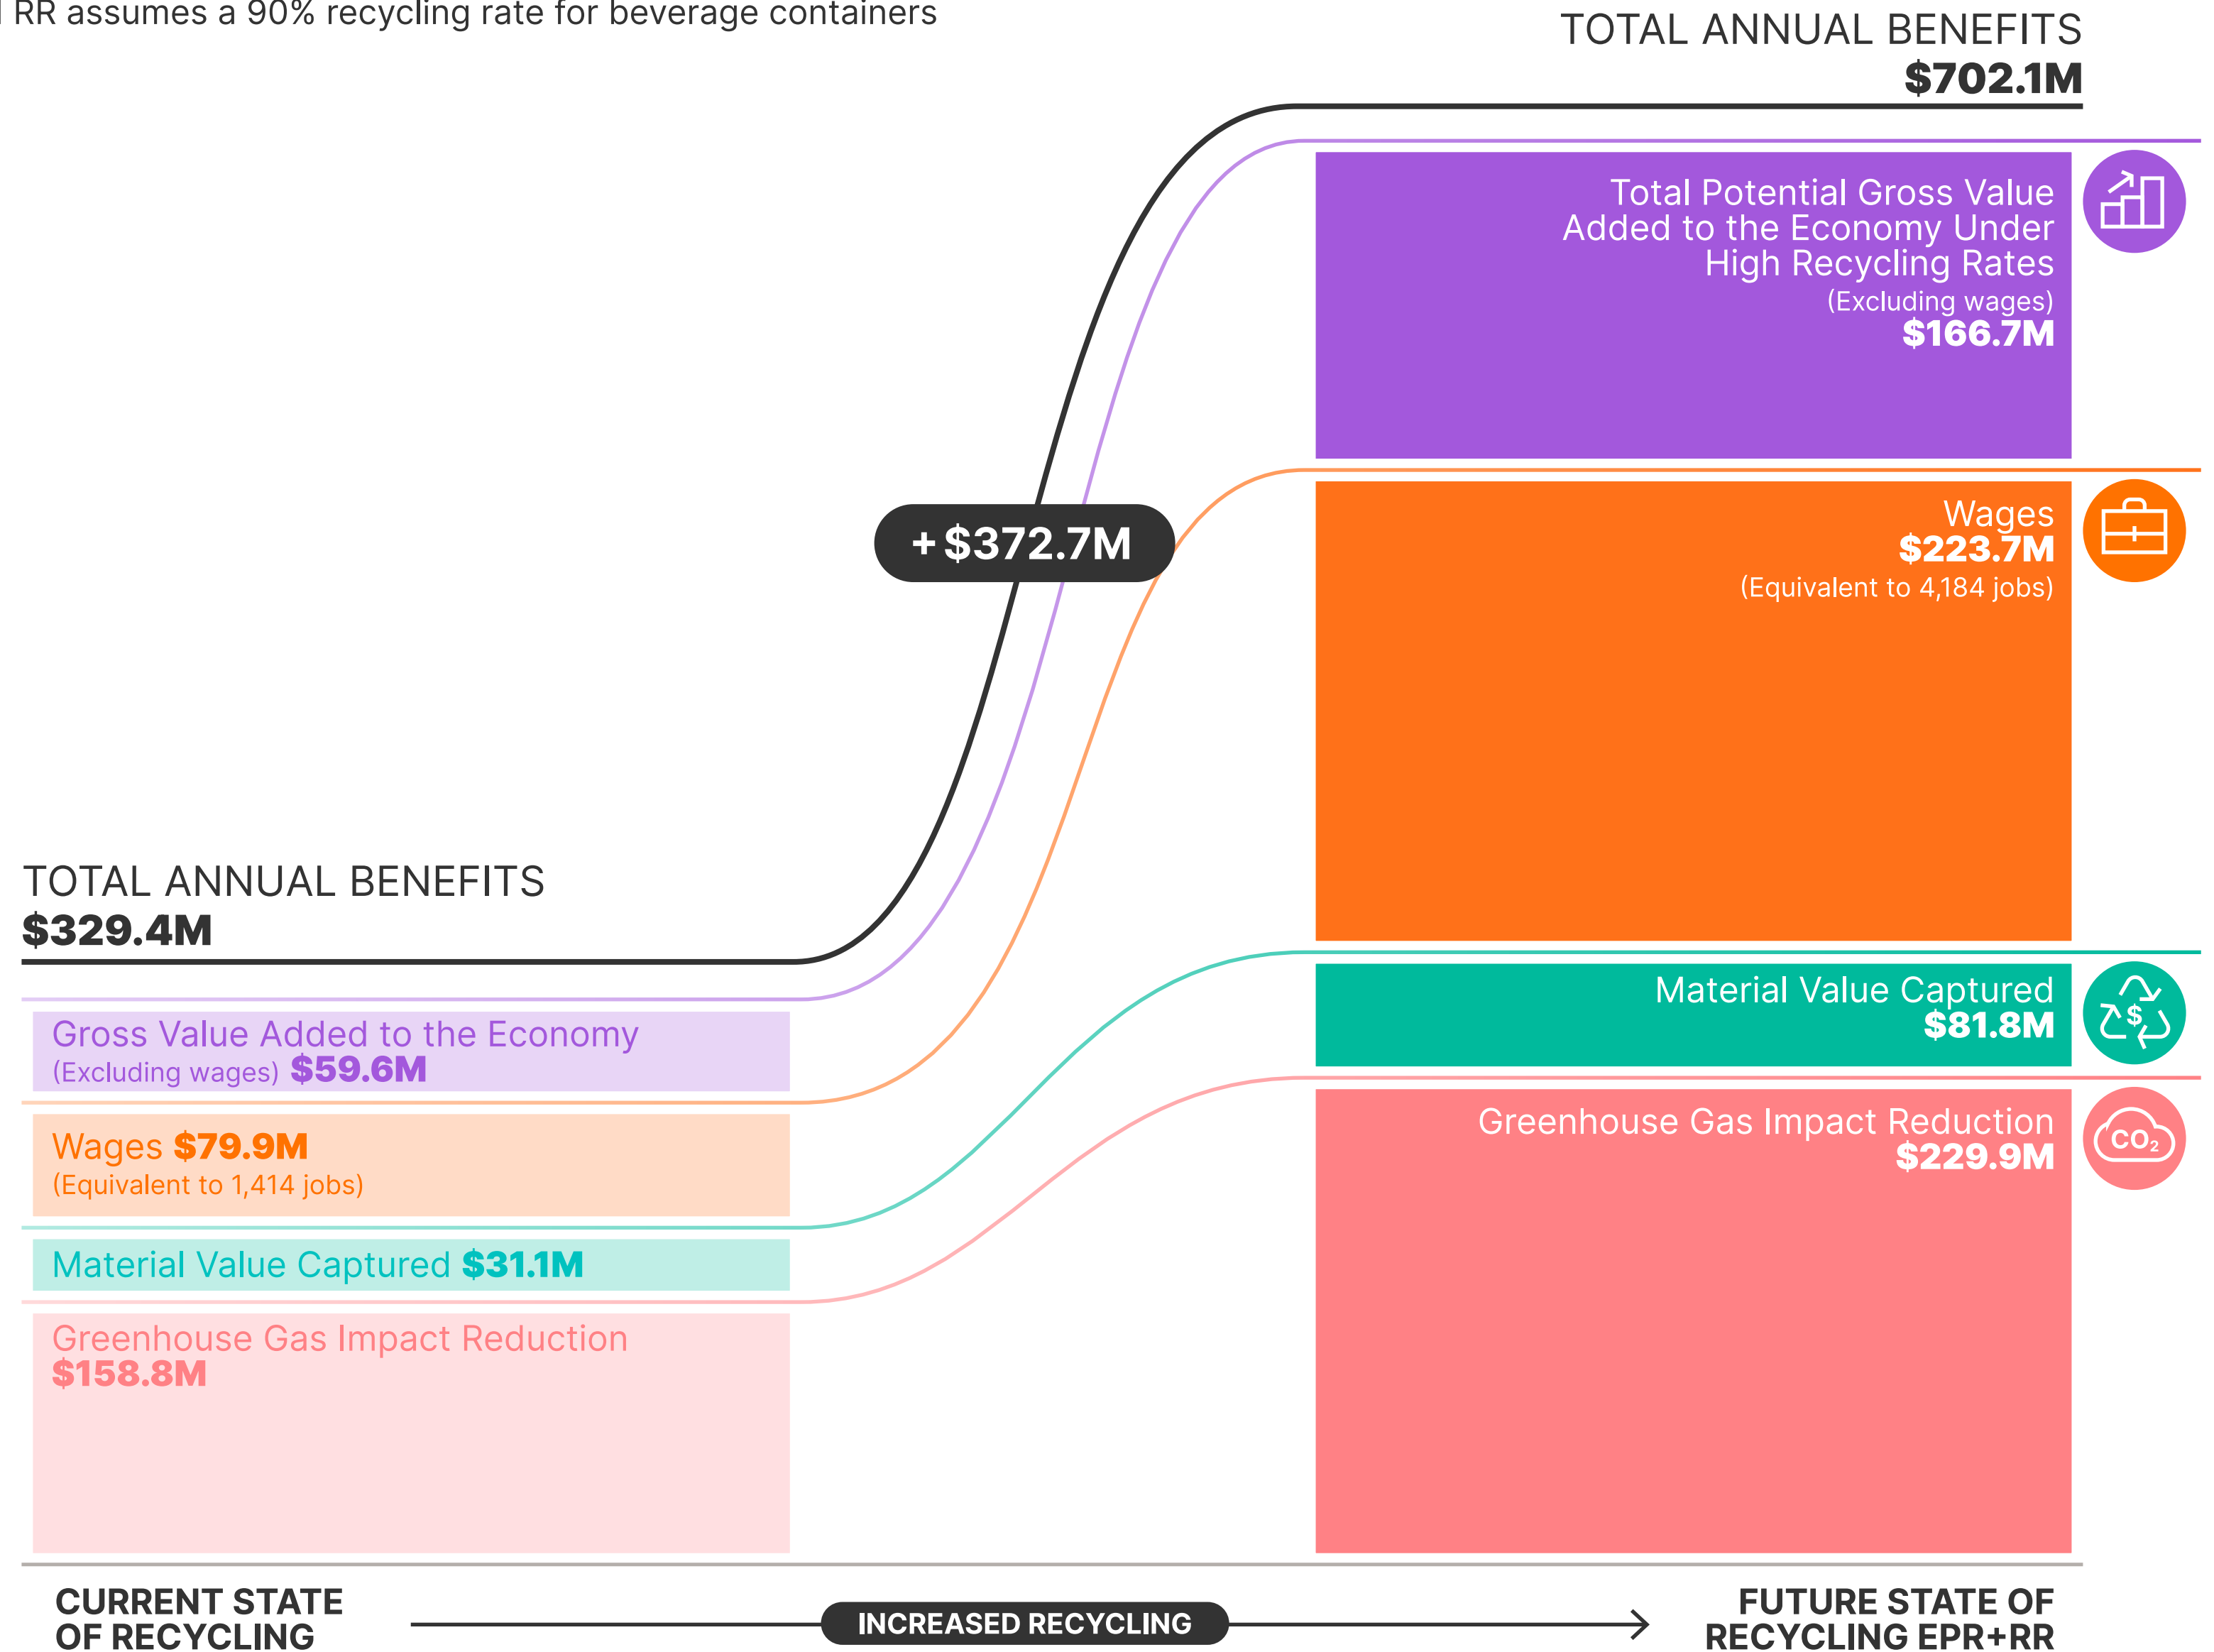 RR assumes a 90% recycling rate for beverage containers
TOTAL ANNUAL BENEFITS
$702.1M
Total Potential Gross Value
Added to the Economy Under
High Recycling Rates
(Excluding wages)
$166.7M
+$372.7M
Wages
$223.7M
(Equivalent to 4,184 jobs)
TOTAL ANNUAL BENEFITS
$329.4M
Material Value Captured
$81.8M
Gross Value Added to the Economy
(Excluding wages) $59.6M
Wages $79.9M
(Equivalent to 1,414 jobs)
Greenhouse Gas Impact Reduction
$229.9M
CO₂
$
Material Value Captured $31.1M
Greenhouse Gas Impact Reduction
$158.8M
CURRENT STATE
OF RECYCLING
INCREASED RECYCLING
FUTURE STATE OF
RECYCLING EPR+RR